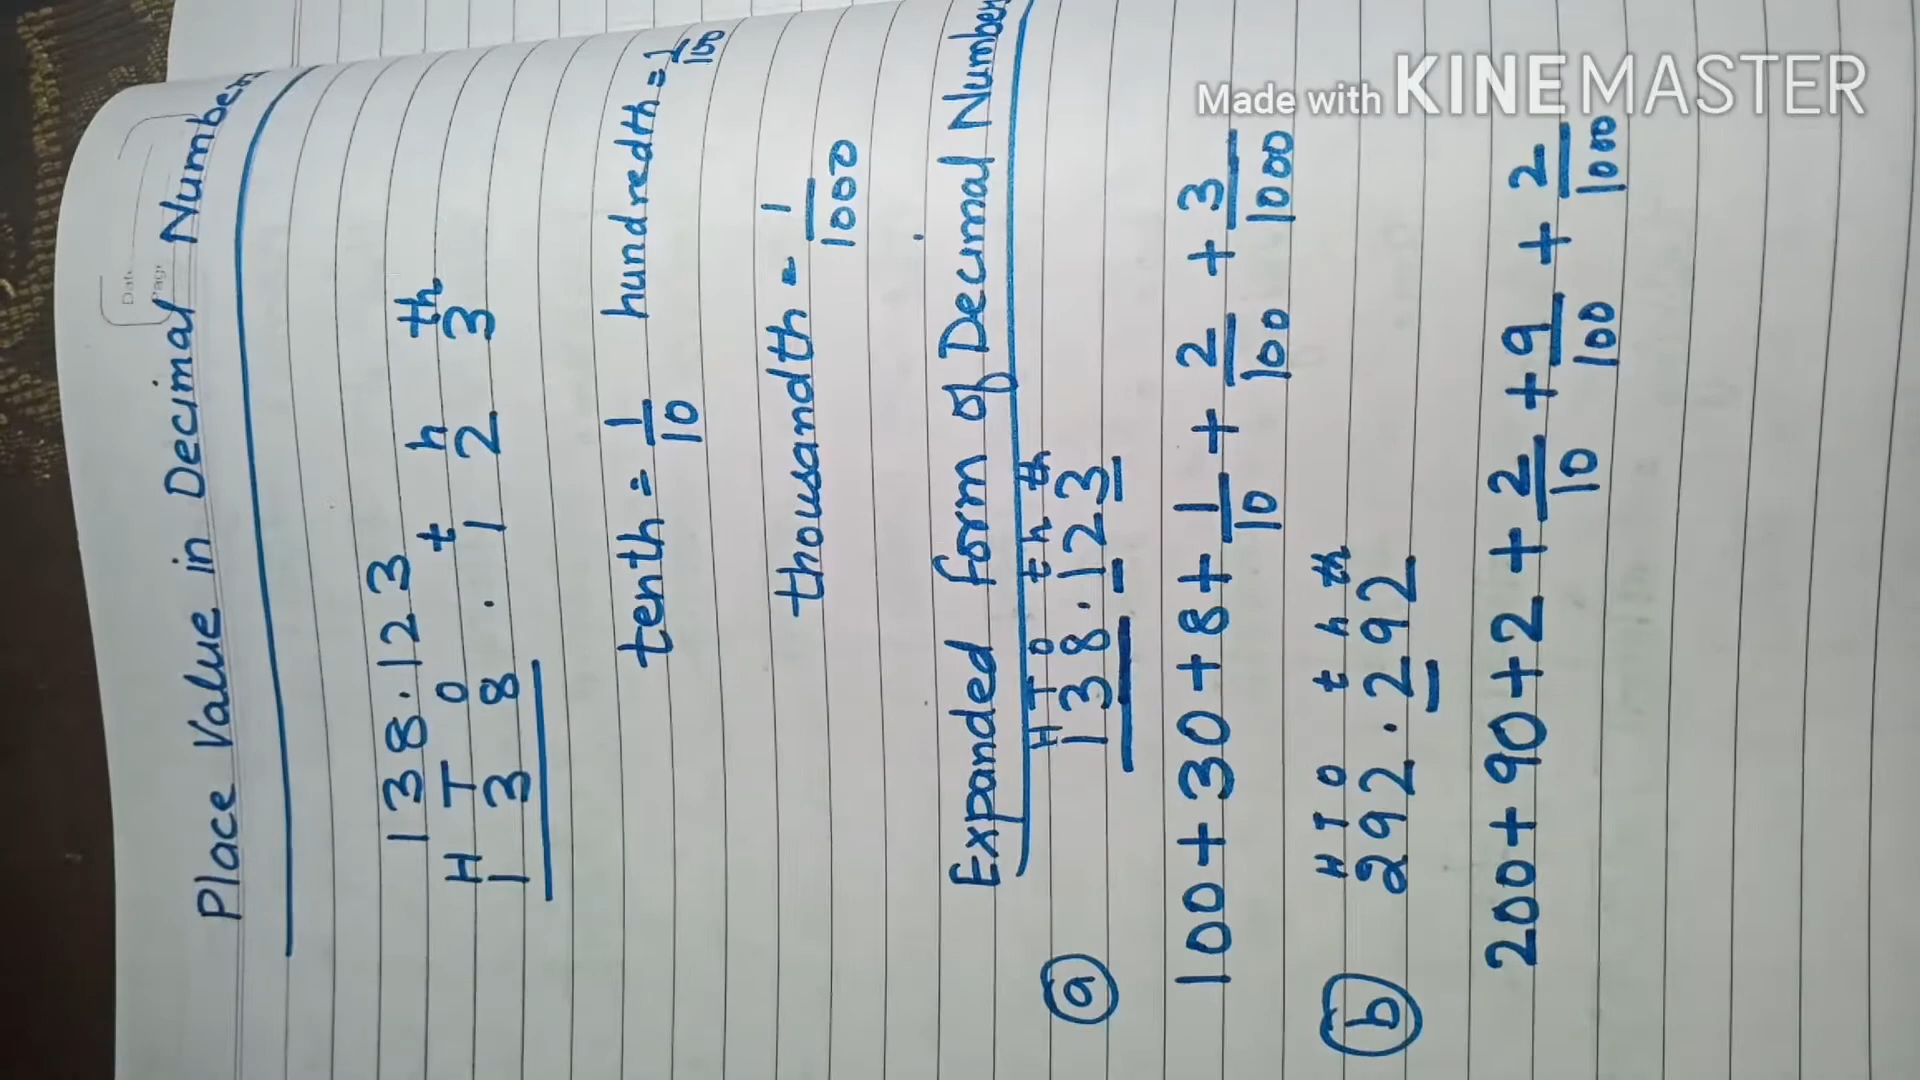 Made with KINEMASTER
Date
Page
Place Value in Decimal Numbers
138.123
H T O t h th
1 3 8 . 1 2 3
tenth = 1/10 hundredth = 1/100
thousandth = 1/1000
Expanded form of Decimal Numbers
H T O t h th
(a) 138.123
100 + 30 + 8 + 1/10 + 2/100 + 3/1000
H T O t h th
(b) 292.292
200 + 90 + 2 + 2/10 + 9/100 + 2/1000